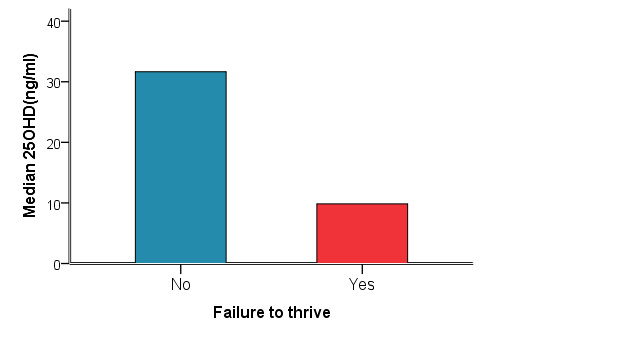 Median 25OHD(ng/ml)
40
30
20
10
0
No Yes
Failure to thrive